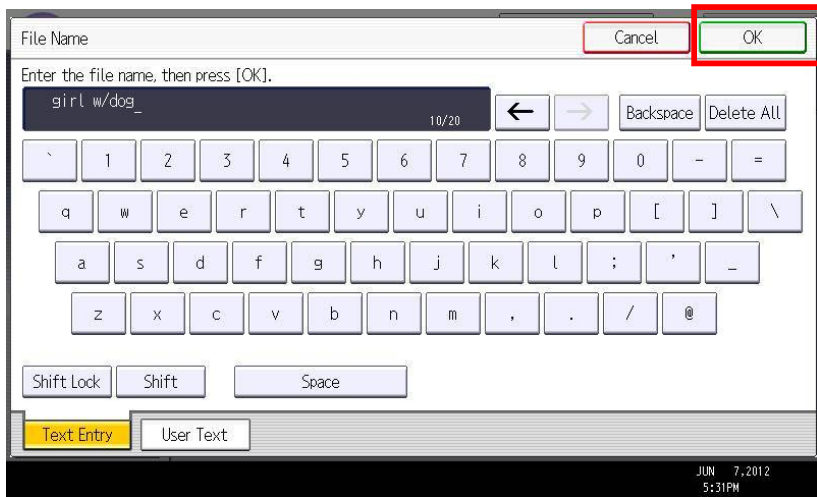 File Name
Cancel
OK
Enter the file name, then press [OK].
girl w/dog_
10/20
← → Backspace Delete All
` 1 2 3 4 5 6 7 8 9 0 - =
q w e r t y u i o p [ ] \
a s d f g h j k l ; ' _
z x c v b n m , . / @
Shift Lock Shift Space
Text Entry User Text
JUN 7,2012
5:31PM